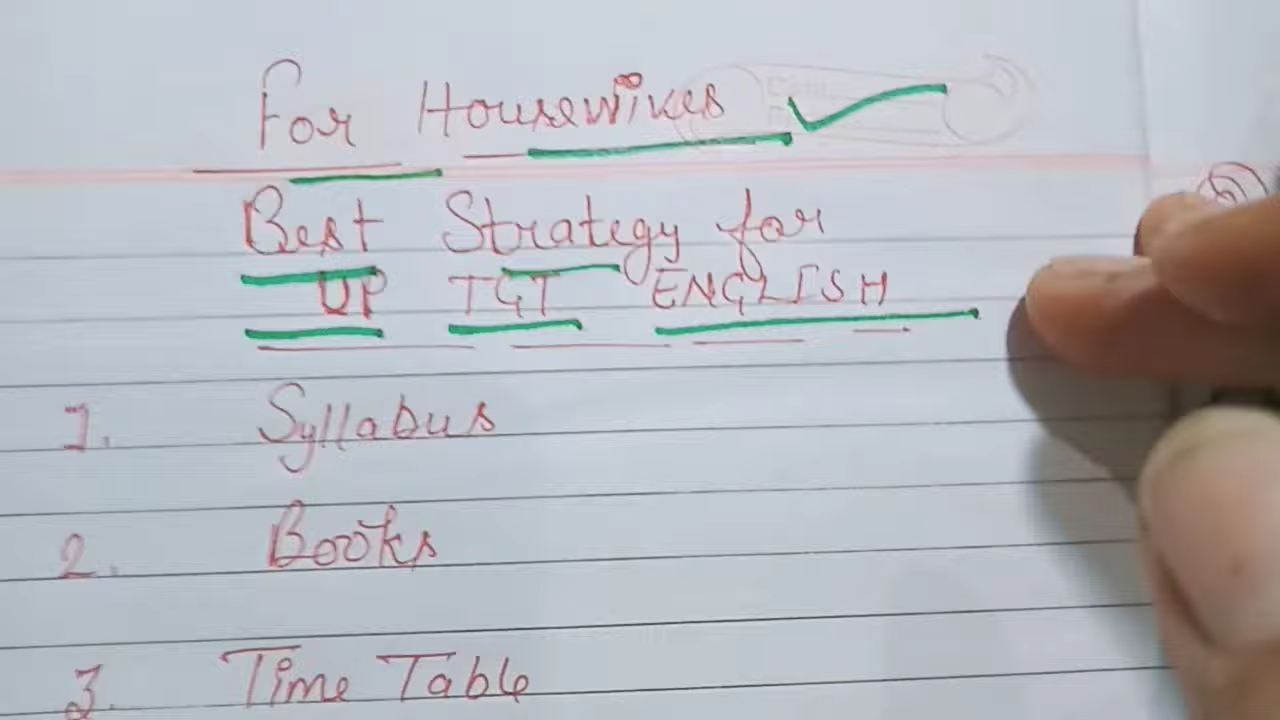 For Housewives
Best Strategy for
UP TGT ENGLISH
1. Syllabus
2. Books
3. Time Table